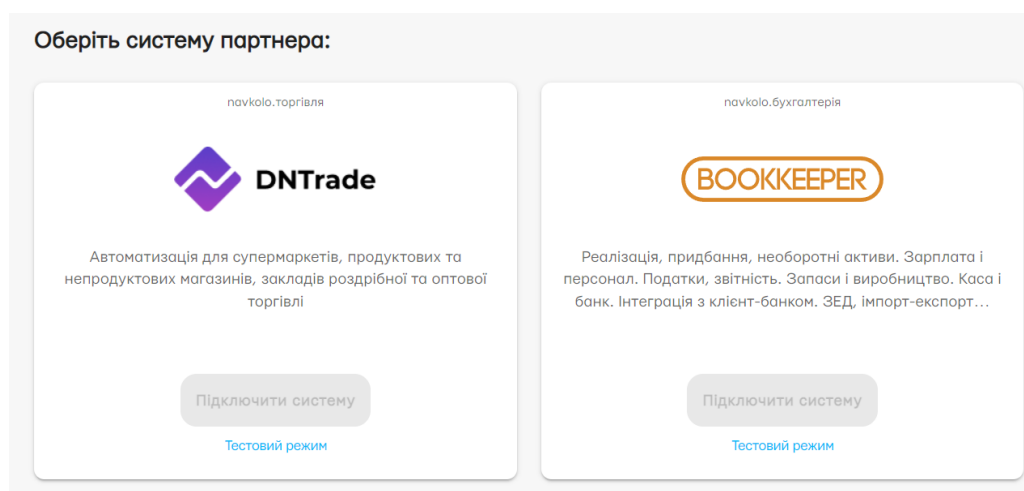 Оберіть систему партнера:
navkolo.торгівля
DNTrade
Автоматизація для супермаркетів, продуктових та
непродуктових магазинів, закладів роздрібної та оптової
торгівлі
Підключити систему
Тестовий режим
navkolo.бухгалтерія
BOOKKEEPER
Реалізація, придбання, необоротні активи. Зарплата і
персонал. Податки, звітність. Запаси і виробництво. Каса і
банк. Інтеграція з клієнт-банком. ЗЕД, імпорт-експорт...
Підключити систему
Тестовий режим